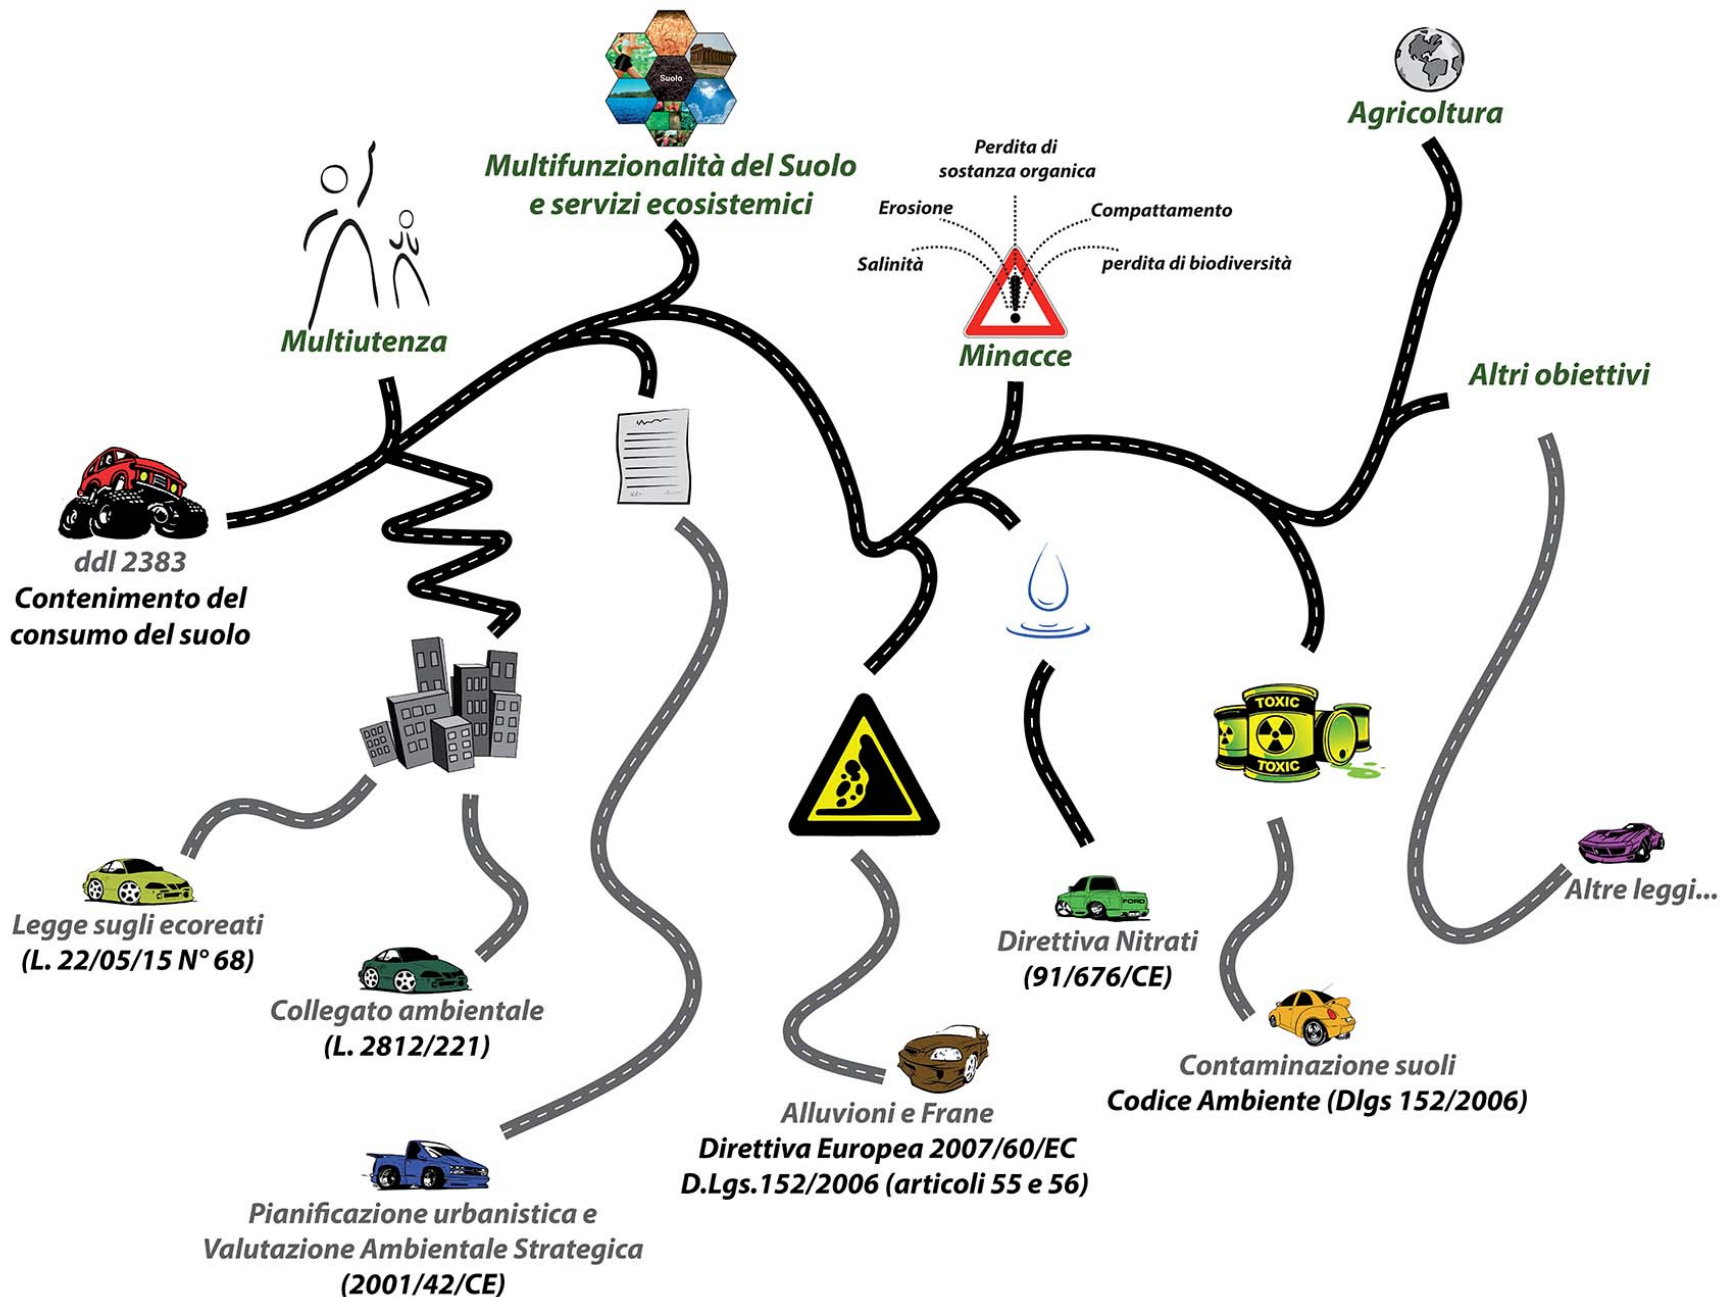 Suolo
Agricoltura
Multifunzionalità del Suolo
e servizi ecosistemici
Perdita di
sostanza organica
Erosione
Compattamento
Salinità
perdita di biodiversità
Multiutenza
Minacce
Altri obiettivi
ddl 2383
Contenimento del
consumo del suolo
TOXIC
TOXIC
Legge sugli ecoreati
(L. 22/05/15 N° 68)
Collegato ambientale
(L. 2812/221)
Pianificazione urbanistica e
Valutazione Ambientale Strategica
(2001/42/CE)
Alluvioni e Frane
Direttiva Europea 2007/60/EC
D.Lgs.152/2006 (articoli 55 e 56)
FORD
Direttiva Nitrati
(91/676/CE)
Contaminazione suoli
Codice Ambiente (Dlgs 152/2006)
Altre leggi...